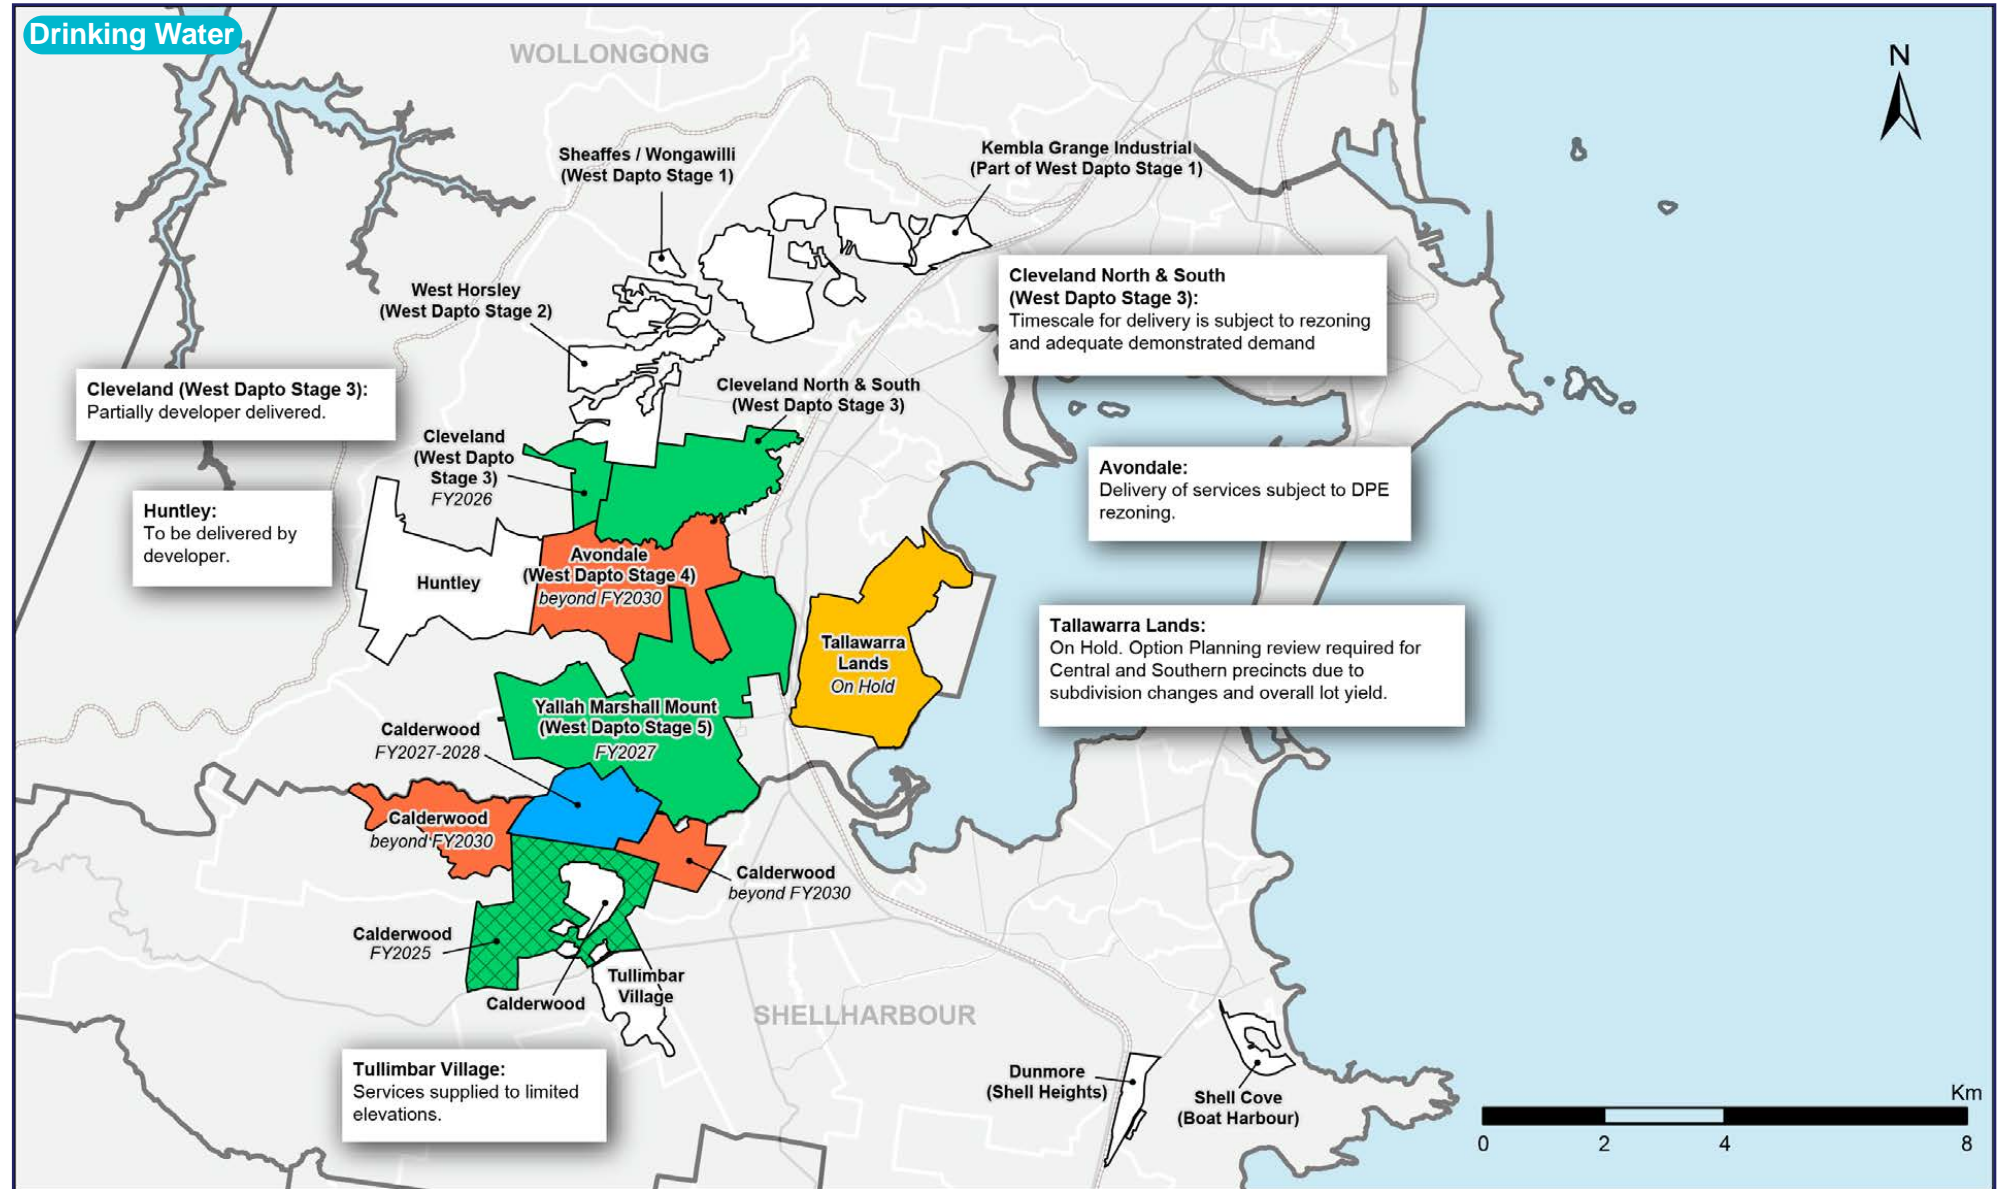 Drinking Water
WOLLONGONG
N
Sheaffes / Wongawilli
(West Dapto Stage 1)
Kembla Grange Industrial
(Part of West Dapto Stage 1)
West Horsley
(West Dapto Stage 2)
Cleveland North & South
(West Dapto Stage 3):
Timescale for delivery is subject to rezoning
and adequate demonstrated demand
Cleveland (West Dapto Stage 3):
Partially developer delivered.
Cleveland North & South
(West Dapto Stage 3)
Cleveland
(West Dapto
Stage 3)
FY2026
Avondale:
Delivery of services subject to DPE
rezoning.
Huntley:
To be delivered by
developer.
Huntley
Avondale
(West Dapto Stage 4)
beyond FY2030
Tallawarra
Lands
On Hold
Tallawarra Lands:
On Hold. Option Planning review required for
Central and Southern precincts due to
subdivision changes and overall lot yield.
Yallah Marshall Mount
(West Dapto Stage 5)
FY2027
Calderwood
FY2027-2028
Calderwood
beyond FY2030
Calderwood
beyond FY2030
Calderwood
FY2025
Calderwood
Tullimbar
Village
SHELLHARBOUR
Tullimbar Village:
Services supplied to limited
elevations.
Dunmore
(Shell Heights)
Shell Cove
(Boat Harbour)
Km
0 2 4 8